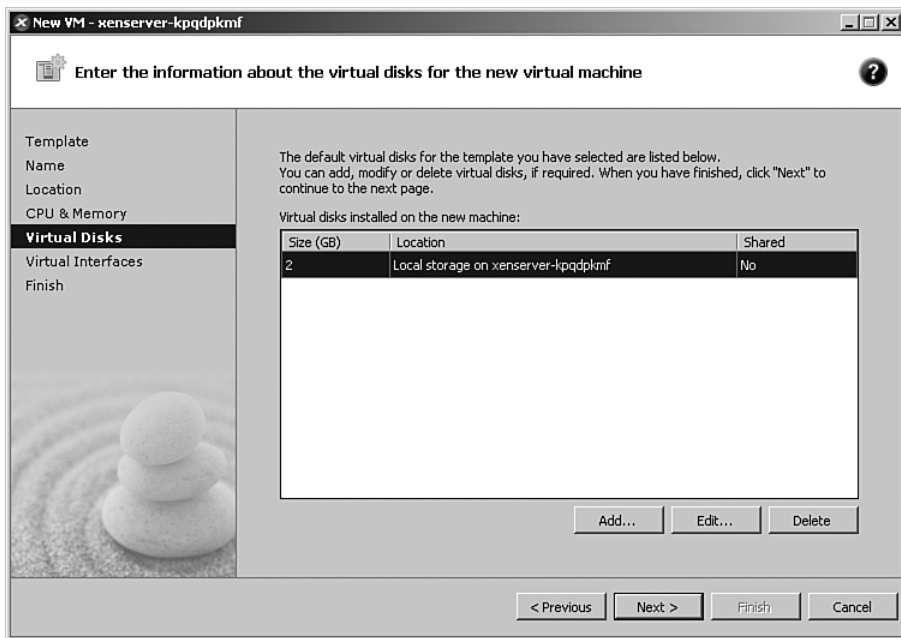 New VM - xenserver-kpqdpkmf
Enter the information about the virtual disks for the new virtual machine
?
Template
Name
Location
CPU & Memory
Virtual Disks
Virtual Interfaces
Finish
The default virtual disks for the template you have selected are listed below.
You can add, modify or delete virtual disks, if required. When you have finished, click "Next" to
continue to the next page.
Virtual disks installed on the new machine:
Size (GB) Location Shared
2 Local storage on xenserver-kpqdpkmf No
Add... Edit... Delete
< Previous Next > Finish Cancel